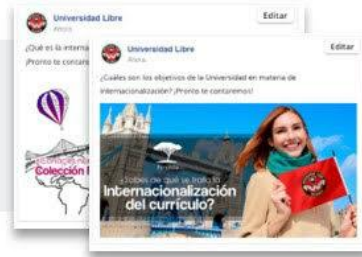 Universidad Libre
Ahora
Editar
¿Qué es la interna
¡Pronto te contare
Colección
Universidad Libre
Ahora
Editar
¿Cuáles son los objetivos de la Universidad en materia de
internacionalización? ¡Pronto te contaremos!
¿Sabes de qué se trata la
Internacionalización
del currículo?